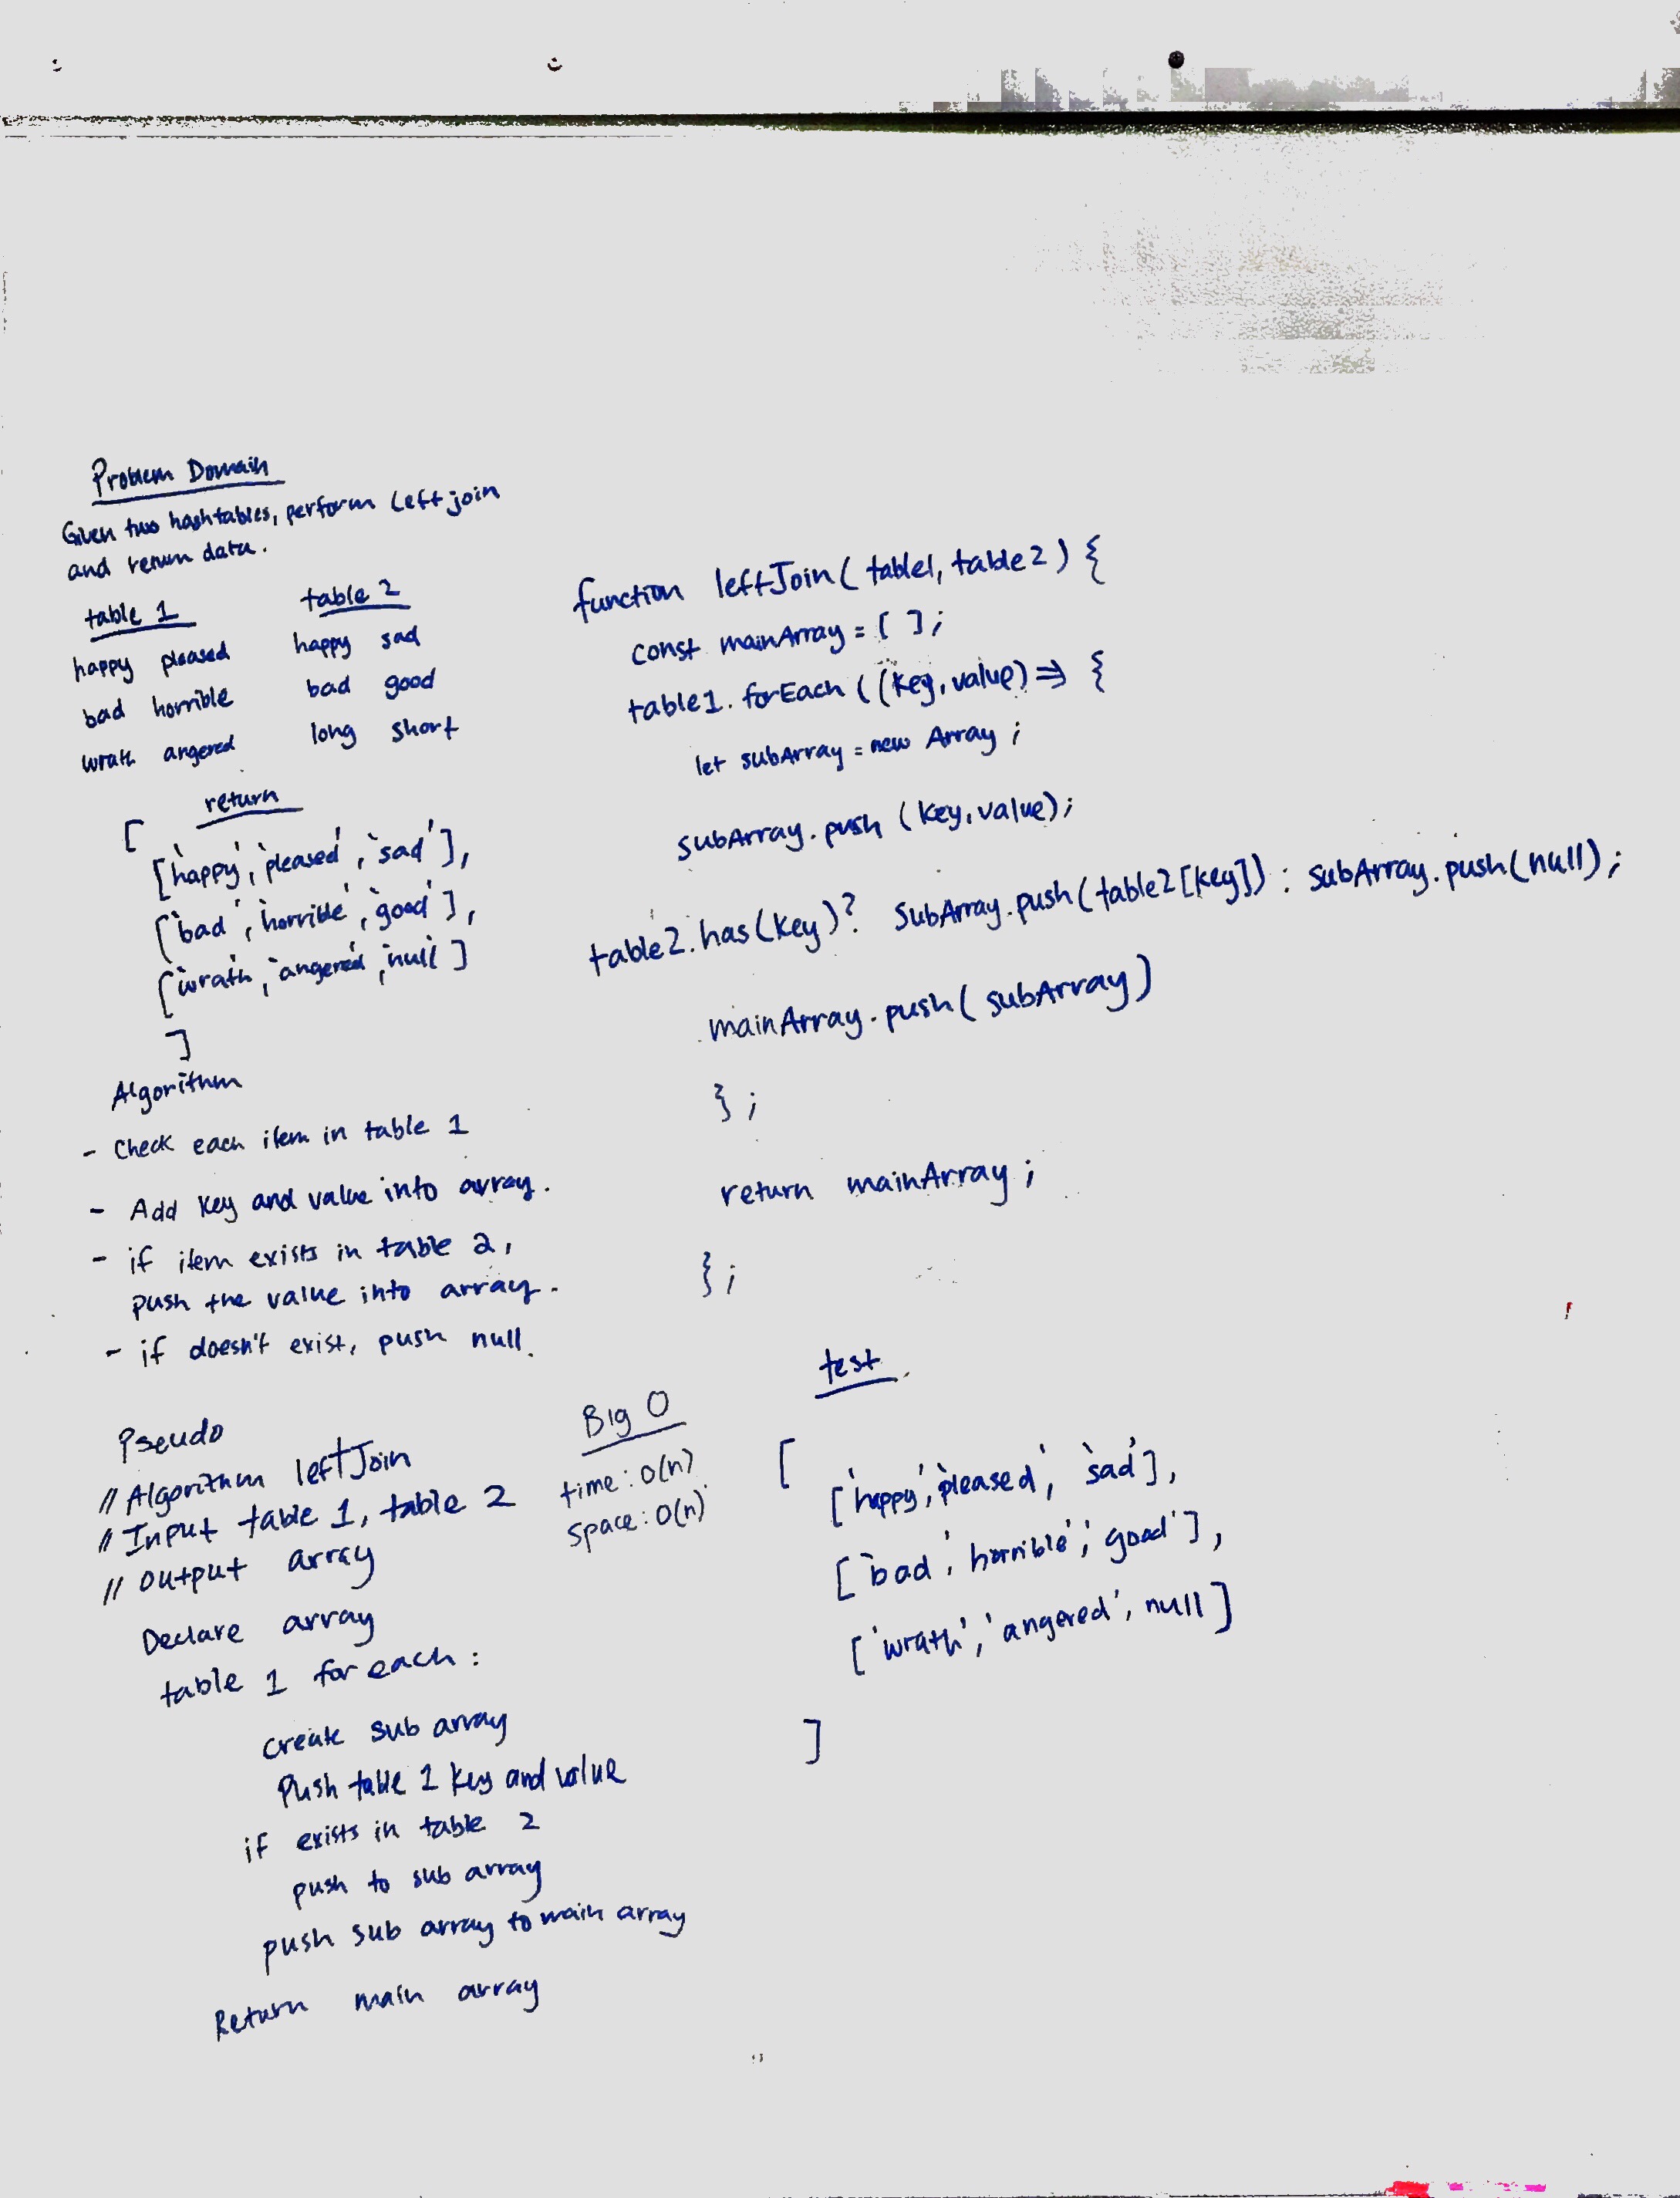 Problem Domain
Given two hashtables, perform left join
and return data.
table 1
happy pleased
bad horrible
wrath angered
table 2
happy sad
bad good
long short
return
[
['happy', 'pleased', 'sad'],
['bad', 'horrible', 'good'],
['wrath', 'angered', 'null']
]
Algorithm
- Check each item in table 1
- Add key and value into array.
- if item exists in table 2,
push the value into array.
- if doesn't exist, push null.
Pseudo
// Algorithm leftJoin
// Input table 1, table 2
// output array
Declare array
table 1 for each:
create sub array
Push table 1 key and value
if exists in table 2
push to sub array
push sub array to main array
Return main array
Big O
time: O(n)
space: O(n)
function leftJoin(table1, table2) {
const mainArray = [ ];
table1.forEach((key, value) => {
let subArray = new Array;
subArray.push(key, value);
table2.has(key)? subArray.push(table2[key]) : subArray.push(null);
mainArray.push(subArray)
};
return mainArray;
};
test
[
['happy', 'pleased', 'sad'],
['bad', 'horrible', 'good'],
['wrath', 'angered', null]
]